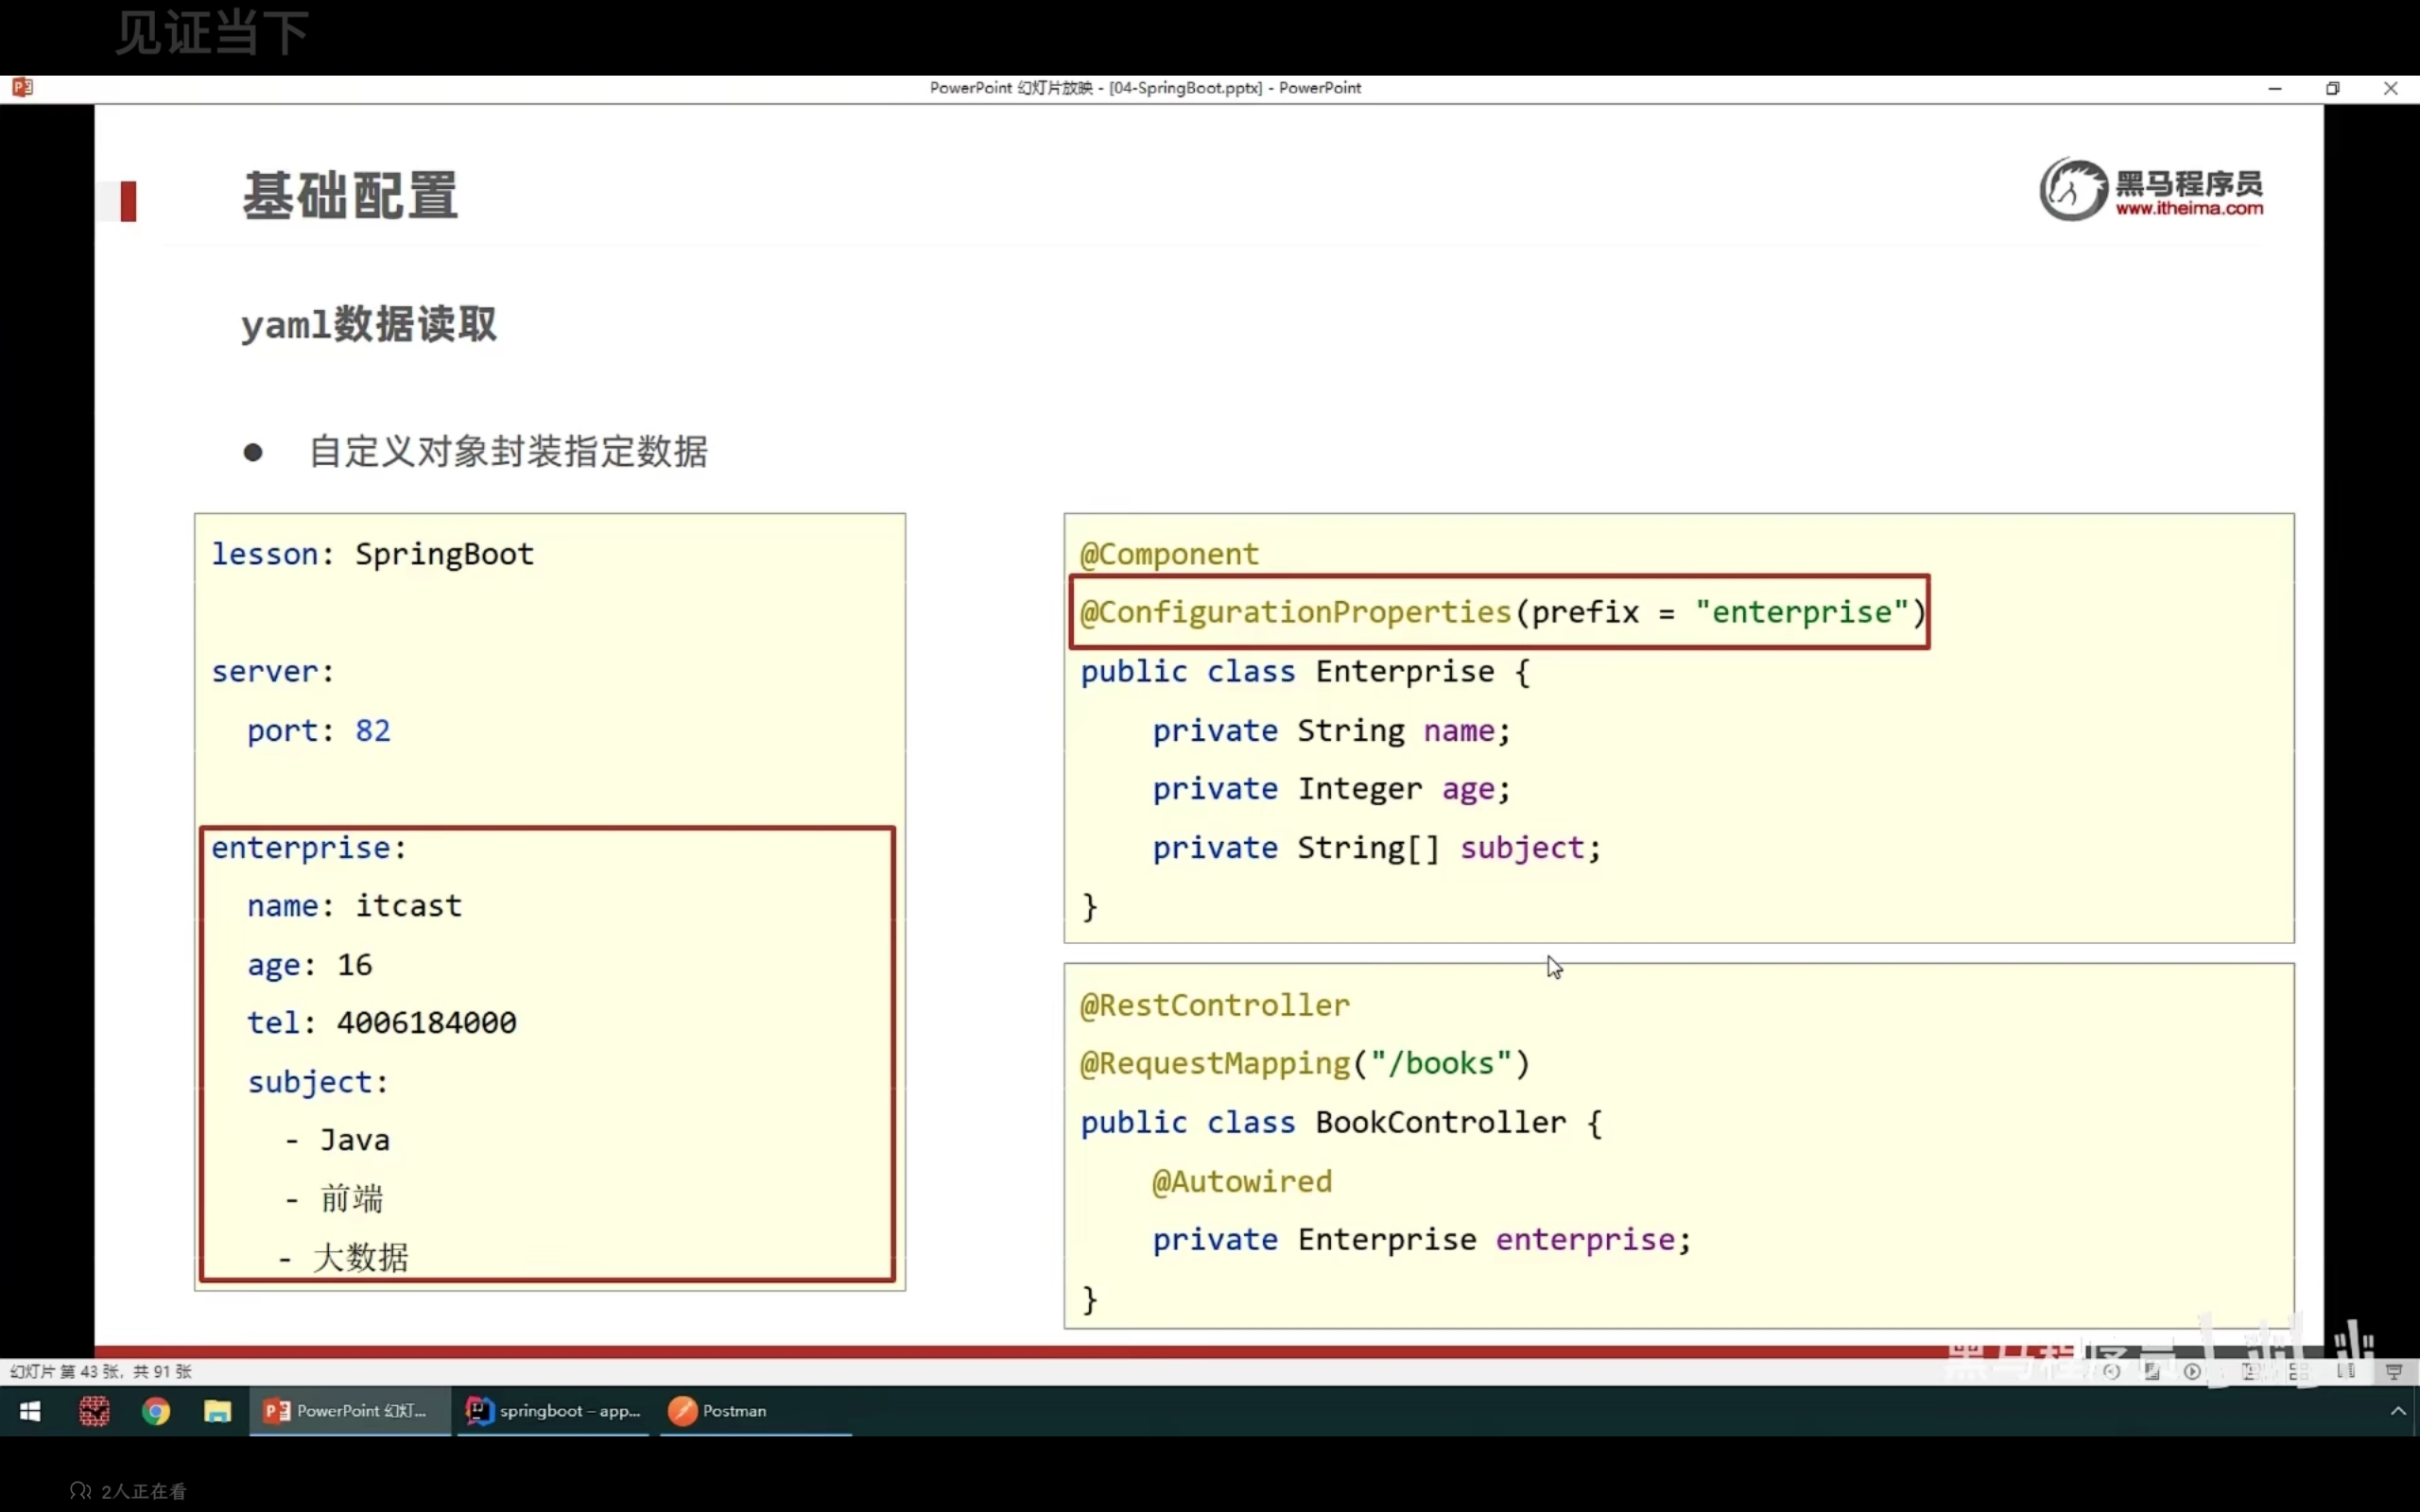 见证当下
PowerPoint 幻灯片放映 - [04-SpringBoot.pptx] - PowerPoint
基础配置
黑马程序员
www.itheima.com
yaml数据读取
● 自定义对象封装指定数据
lesson: SpringBoot
server:
port: 82
enterprise:
name: itcast
age: 16
tel: 4006184000
subject:
- Java
- 前端
- 大数据
@Component
@ConfigurationProperties(prefix = "enterprise")
public class Enterprise {
private String name;
private Integer age;
private String[] subject;
}
@RestController
@RequestMapping("/books")
public class BookController {
@Autowired
private Enterprise enterprise;
}
黑马程序员
幻灯片 第 43 张，共 91 张
PowerPoint 幻灯...
springboot – app...
Postman
2人正在看